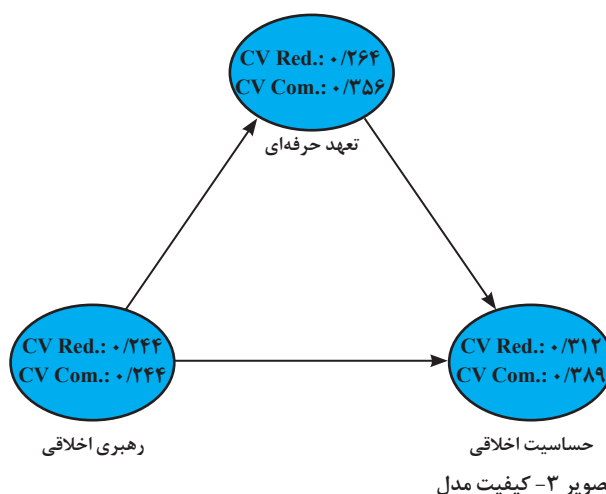 CV Red.: ۰/۲۶۴
CV Com.: ۰/۳۵۶
تعهد حرفه‌ای
CV Red.: ۰/۲۴۴
CV Com.: ۰/۲۴۴
رهبری اخلاقی
CV Red.: ۰/۳۱۲
CV Com.: ۰/۳۸۹
حساسیت اخلاقی
صویر ۳- کیفیت مدل